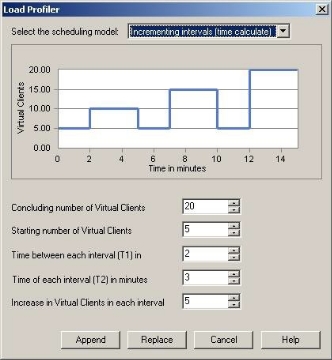 Load Profiler
Select the scheduling model: Incrementing intervals (time calculate)
20.00
15.00
10.00
5.00
0.00
Virtual Clients
0 2 4 6 8 10 12 14
Time in minutes
Concluding number of Virtual Clients 20
Starting number of Virtual Clients 5
Time between each interval (T1) in 2
Time of each interval (T2) in minutes 3
Increase in Virtual Clients in each interval 5
Append Replace Cancel Help